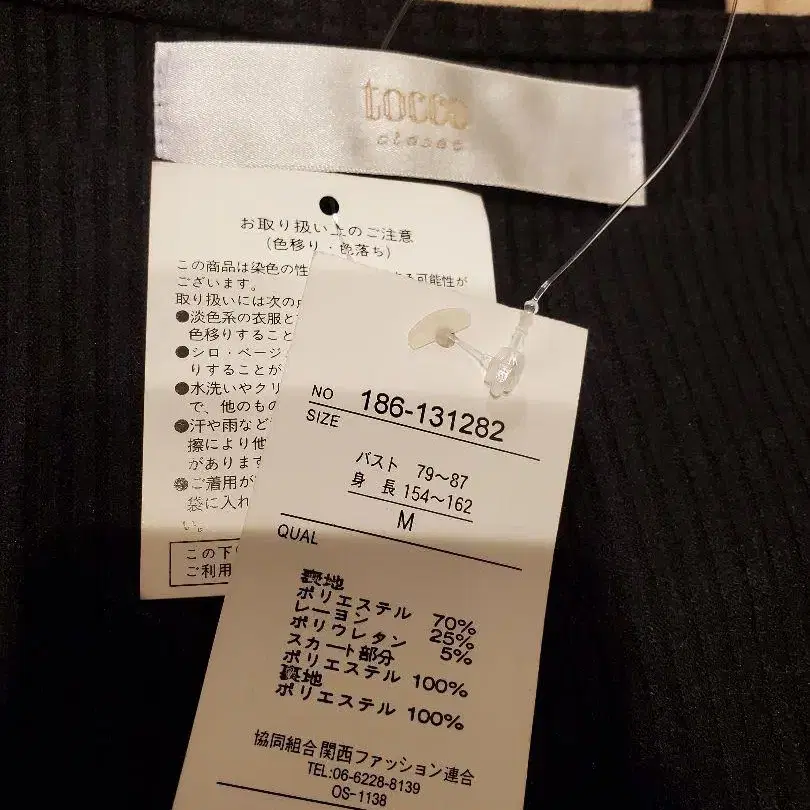 tocco
closet
お取り扱い上のご注意
(色移り・色落ち)
この商品は染色の性 る可能性が
ございます。
取り扱いには次の
●淡色系の衣服と
色移りすること
●シロ・ベージ
りすることが
●水洗いやクリ
で、他のもの
●汗や雨など
擦により他
があります
●ご着用が
袋に入れ
い。
この下
ご利用
NO 186-131282
SIZE
バスト 79〜87
身 長 154〜162
M
QUAL
ポリエステル 70%
レーヨン 25%
ポリウレタン 5%
スカート部分
ポリエステル 100%
裏地
ポリエステル 100%
協同組合関西ファッション連合
TEL:06-6228-8139
OS-1138